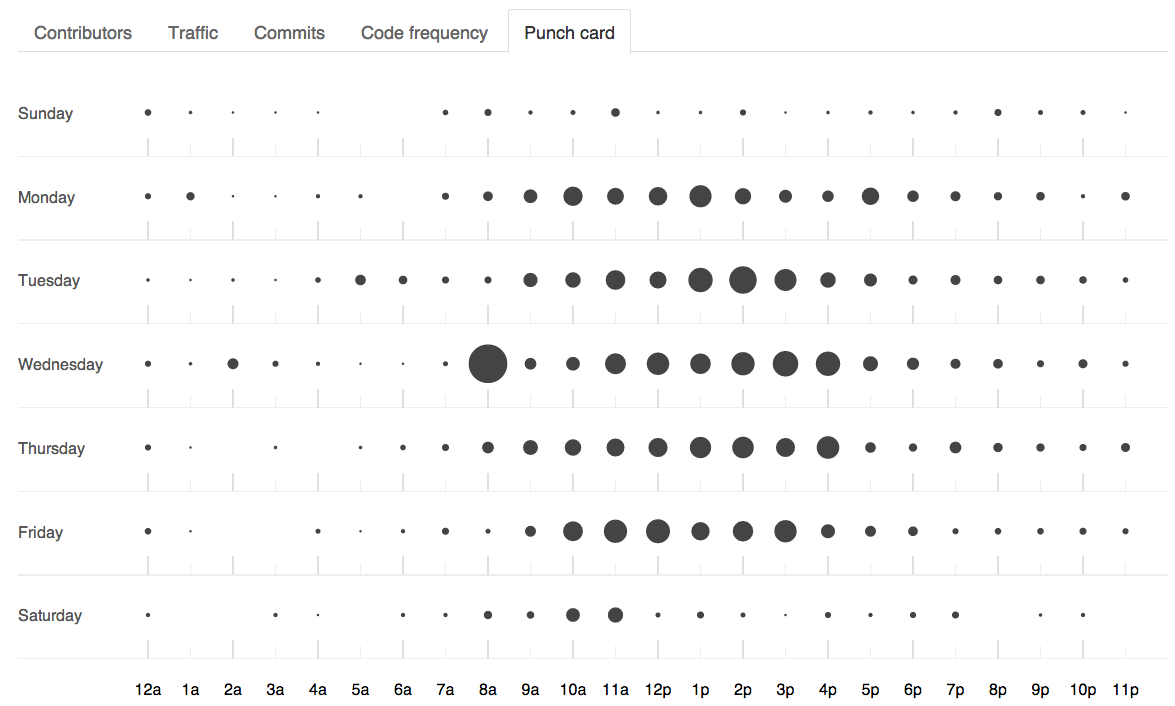 Contributors Traffic Commits Code frequency Punch card
Sunday
Monday
Tuesday
Wednesday
Thursday
Friday
Saturday
12a 1a 2a 3a 4a 5a 6a 7a 8a 9a 10a 11a 12p 1p 2p 3p 4p 5p 6p 7p 8p 9p 10p 11p